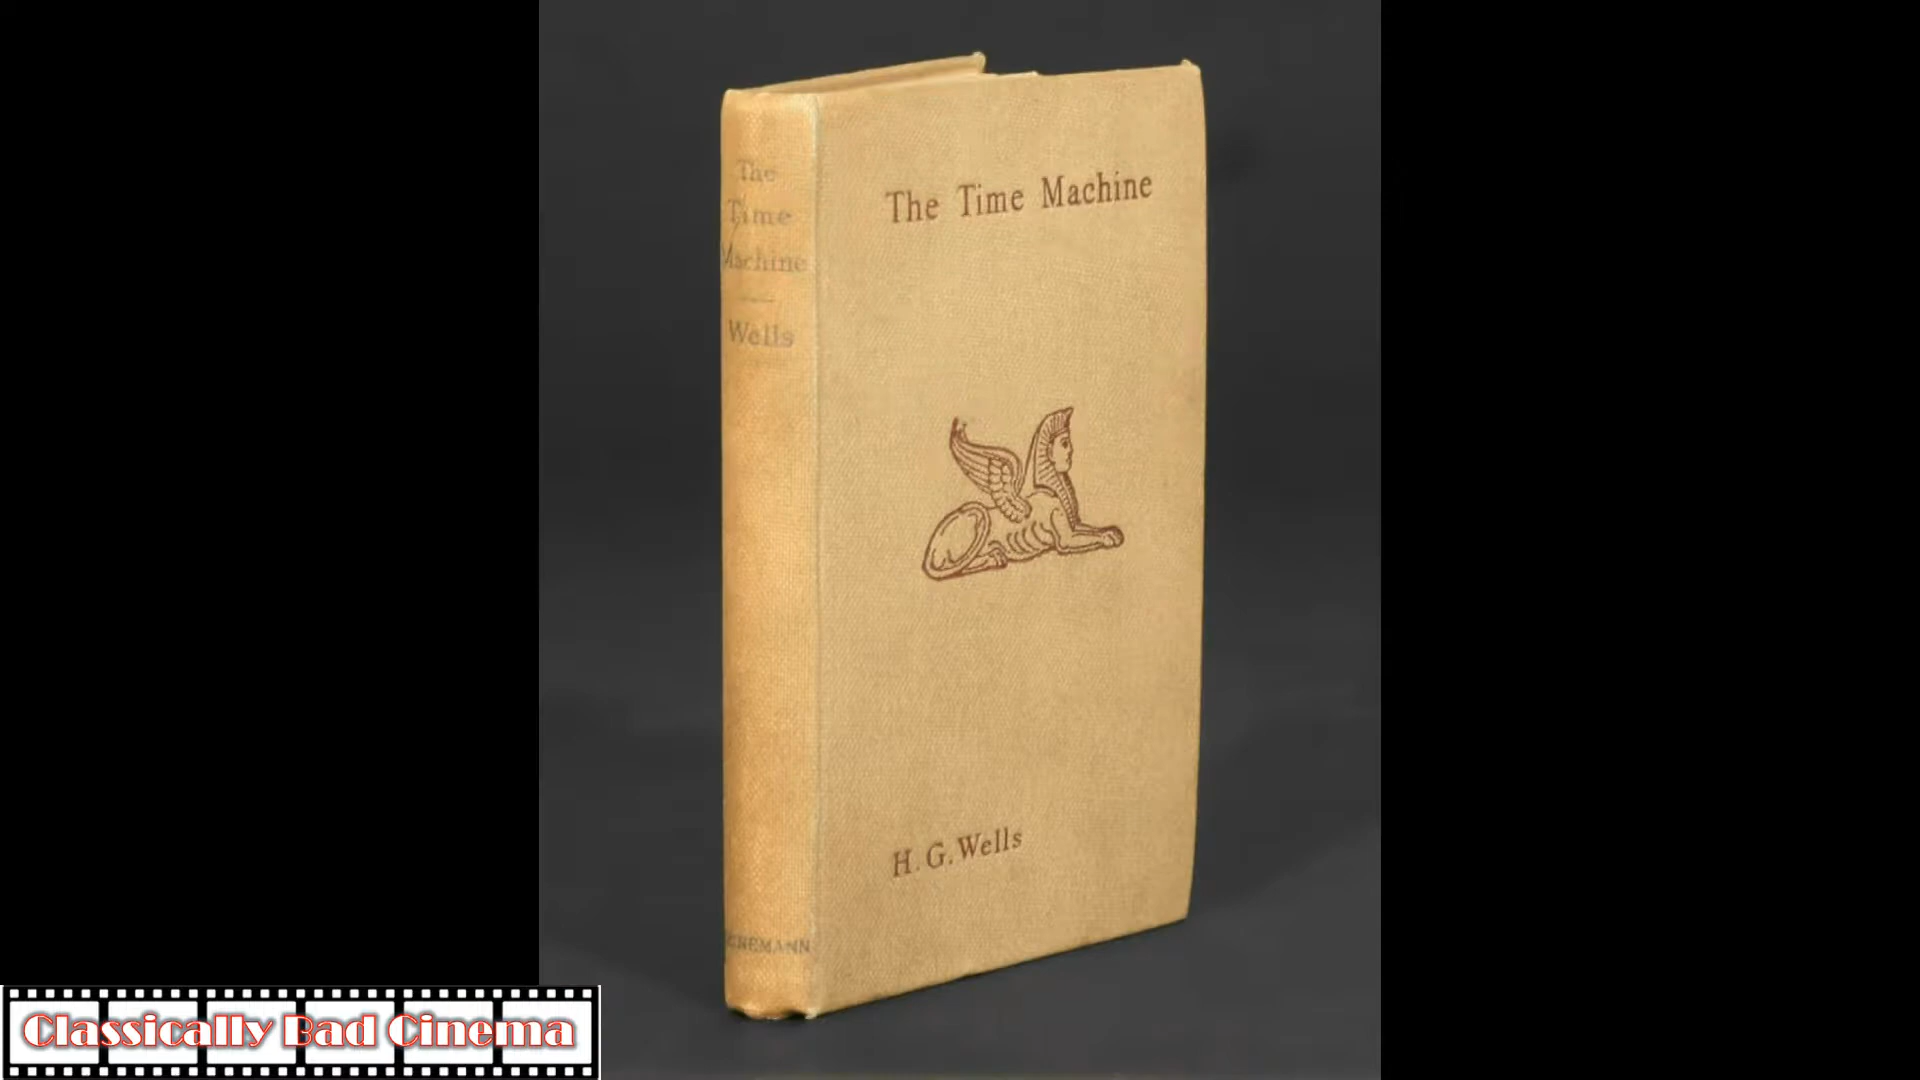 The
Time
Machine
Wells
The Time Machine
H. G. Wells
Classically Bad Cinema